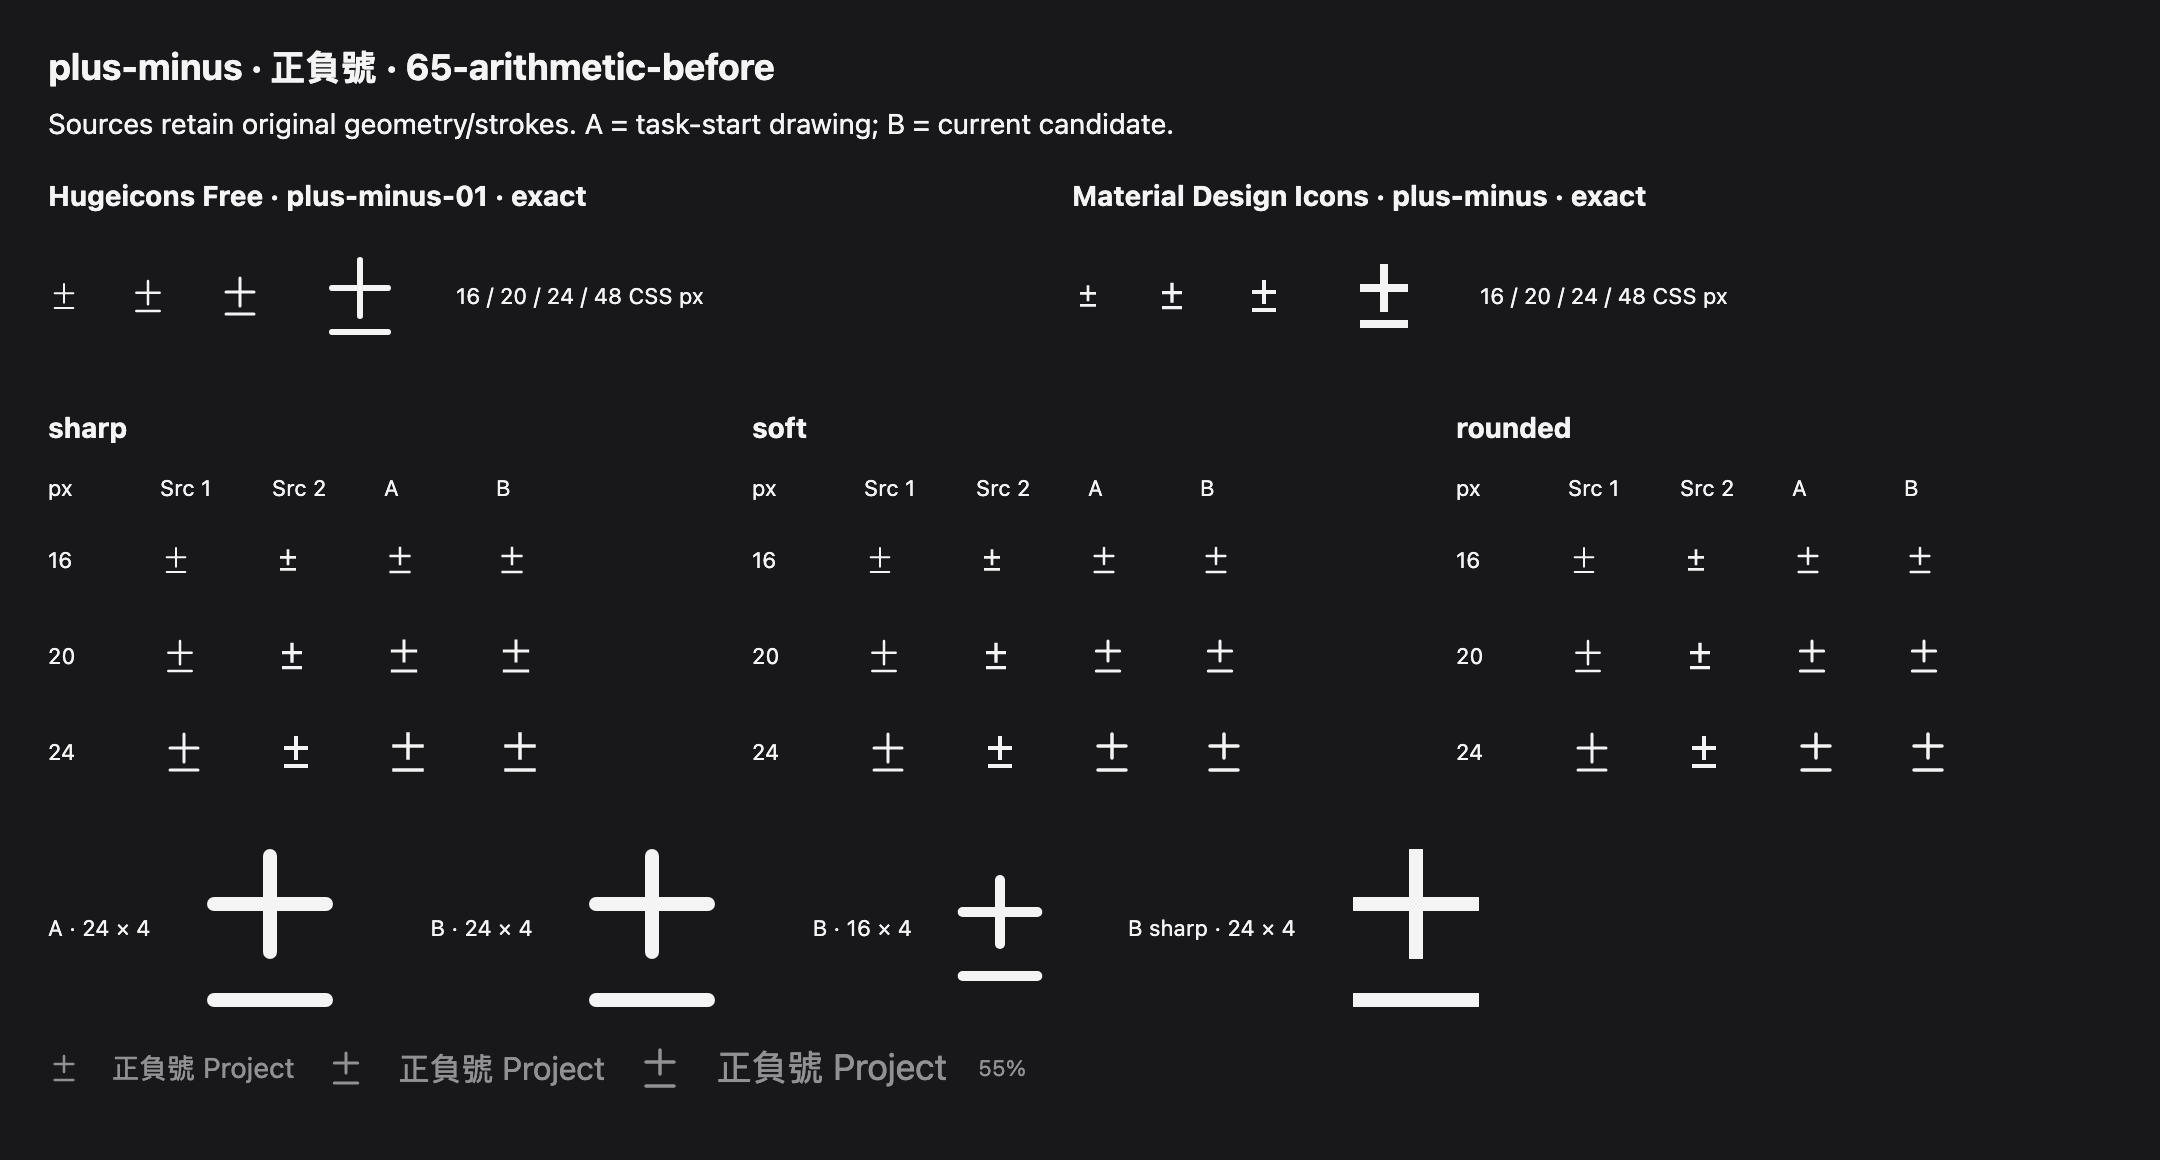 plus-minus · 正負號 · 65-arithmetic-before
Sources retain original geometry/strokes. A = task-start drawing; B = current candidate.
Hugeicons Free · plus-minus-01 · exact
16 / 20 / 24 / 48 CSS px
Material Design Icons · plus-minus · exact
16 / 20 / 24 / 48 CSS px
sharp
px Src 1 Src 2 A B
16
20
24
soft
px Src 1 Src 2 A B
16
20
24
rounded
px Src 1 Src 2 A B
16
20
24
A · 24 × 4
B · 24 × 4
B · 16 × 4
B sharp · 24 × 4
正負號 Project
正負號 Project
正負號 Project
55%